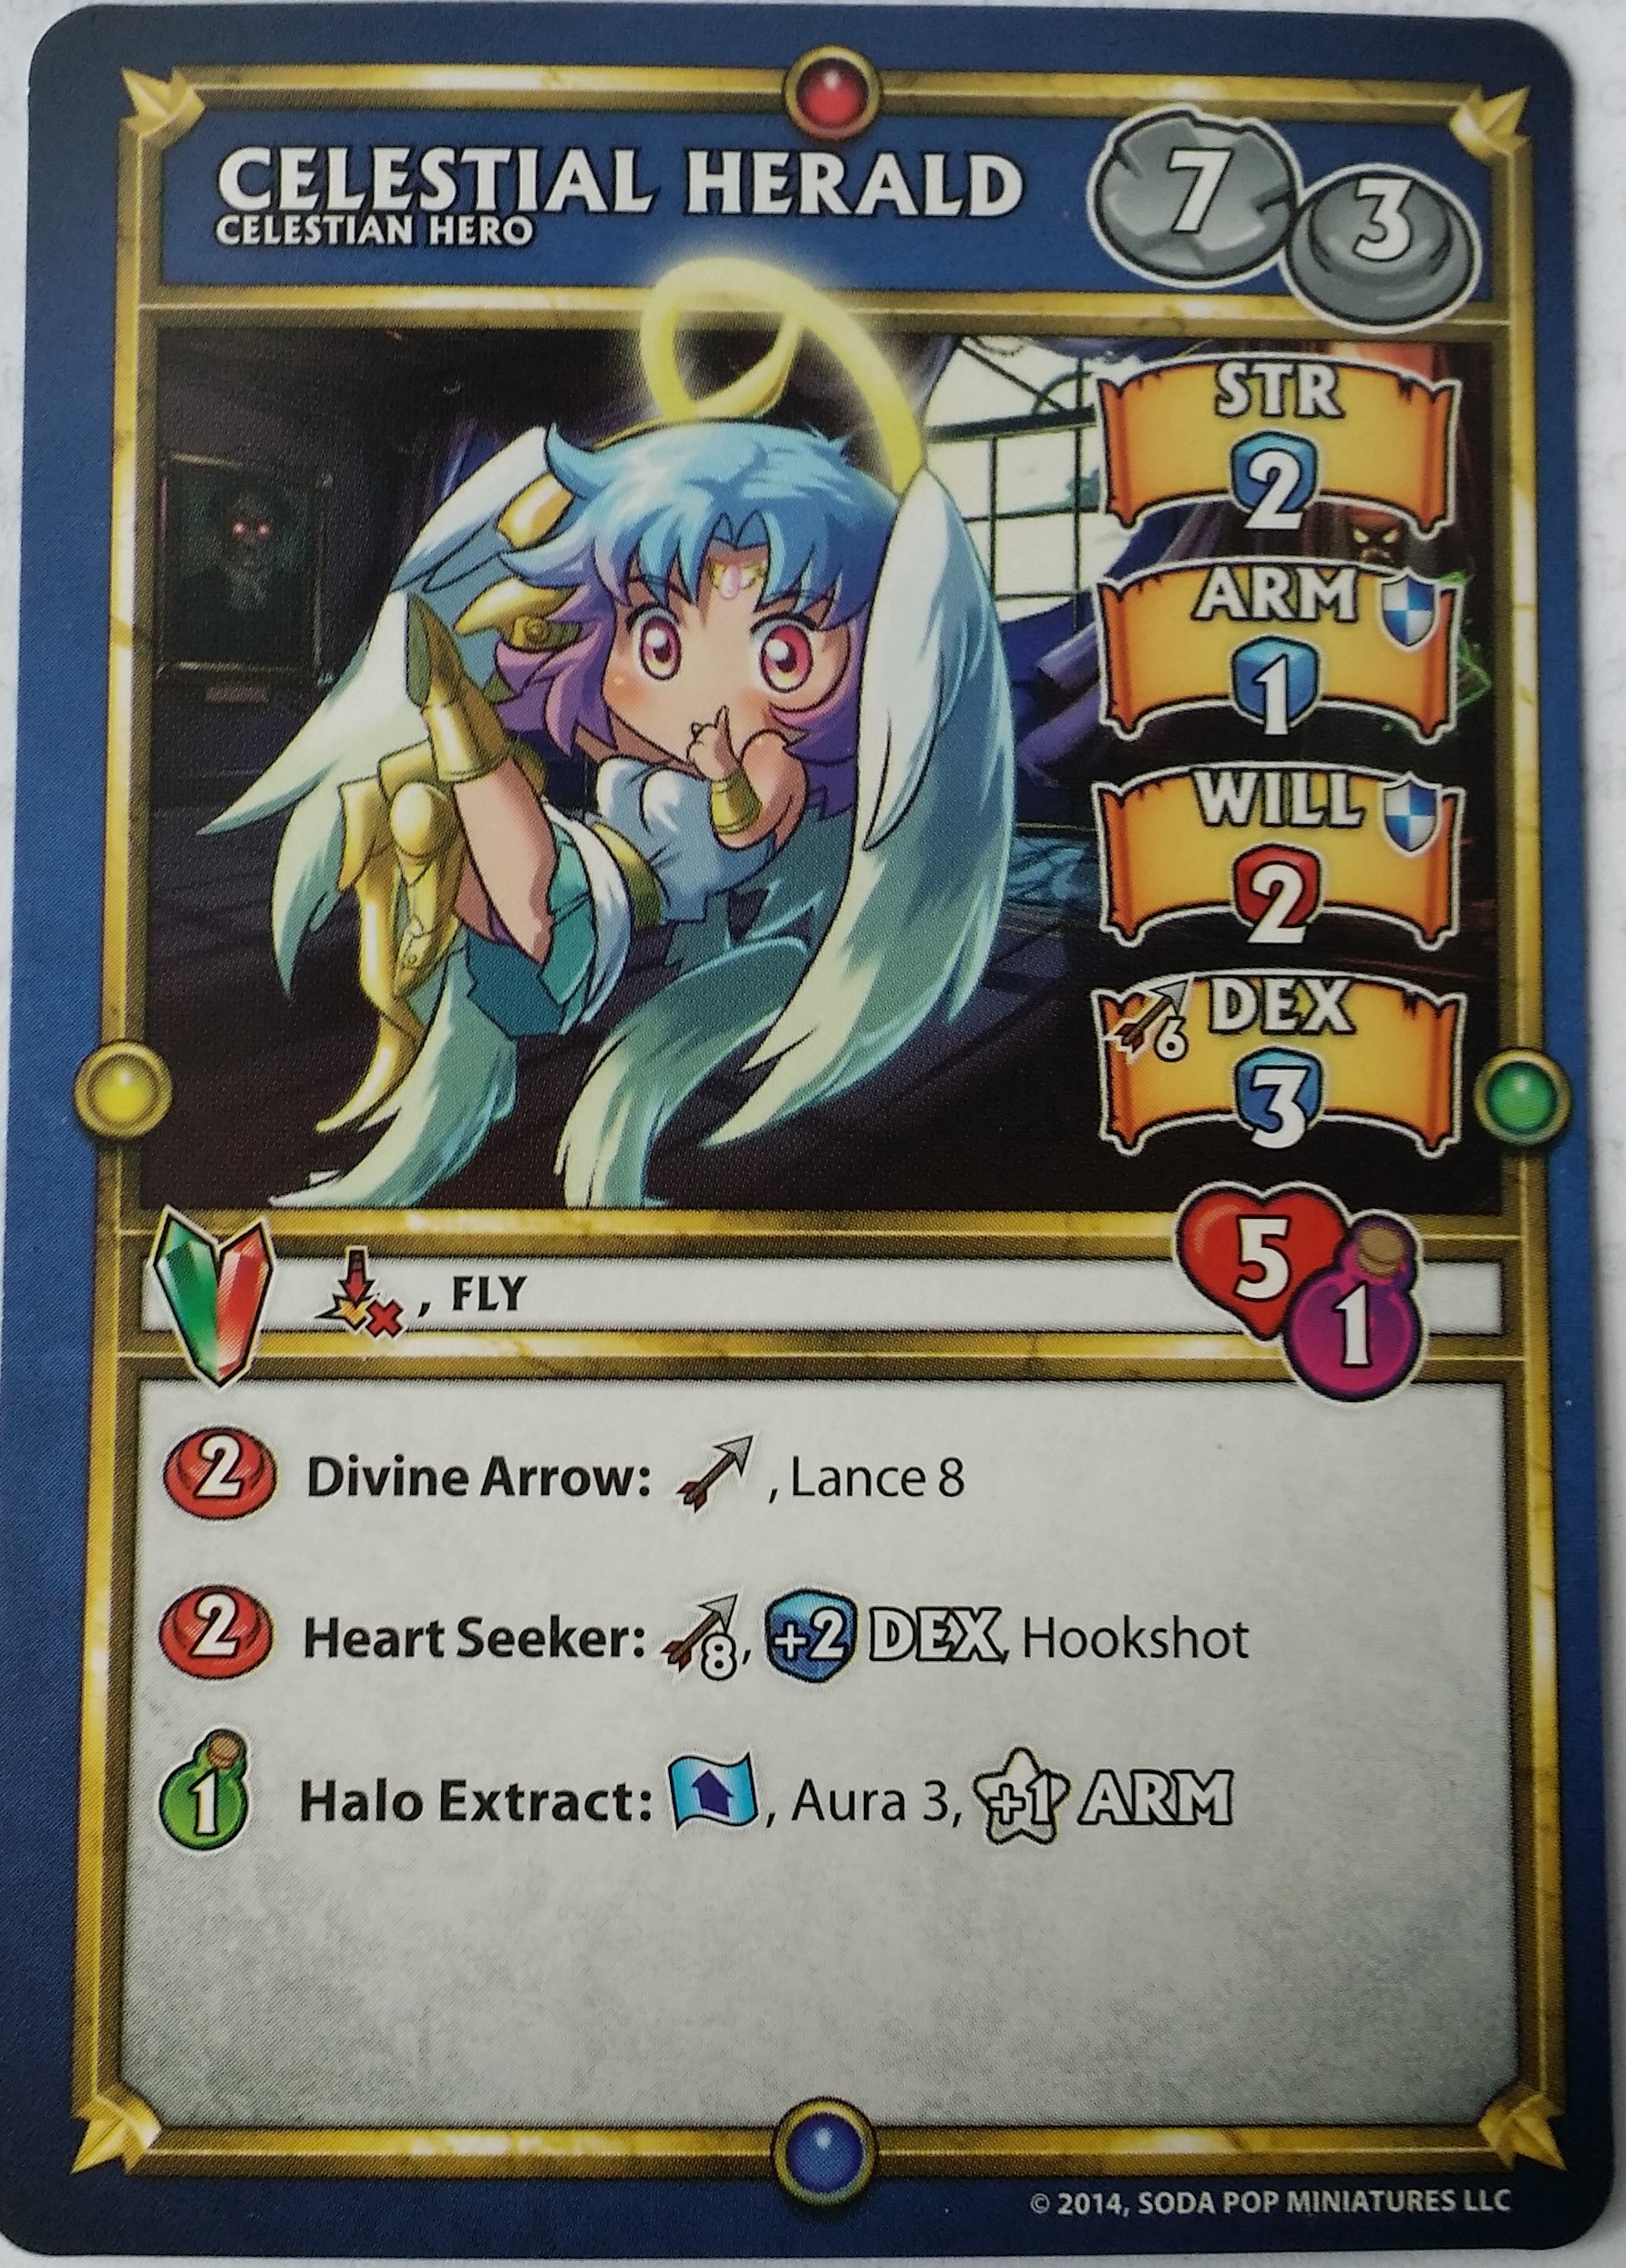 CELESTIAL HERALD
CELESTIAN HERO
7 3
STR
2
ARM
1
WILL
2
6 DEX
3
, FLY
5
1
2 Divine Arrow: , Lance 8
2 Heart Seeker: 8, +2 DEX, Hookshot
1 Halo Extract: , Aura 3, +1 ARM
© 2014, SODA POP MINIATURES LLC